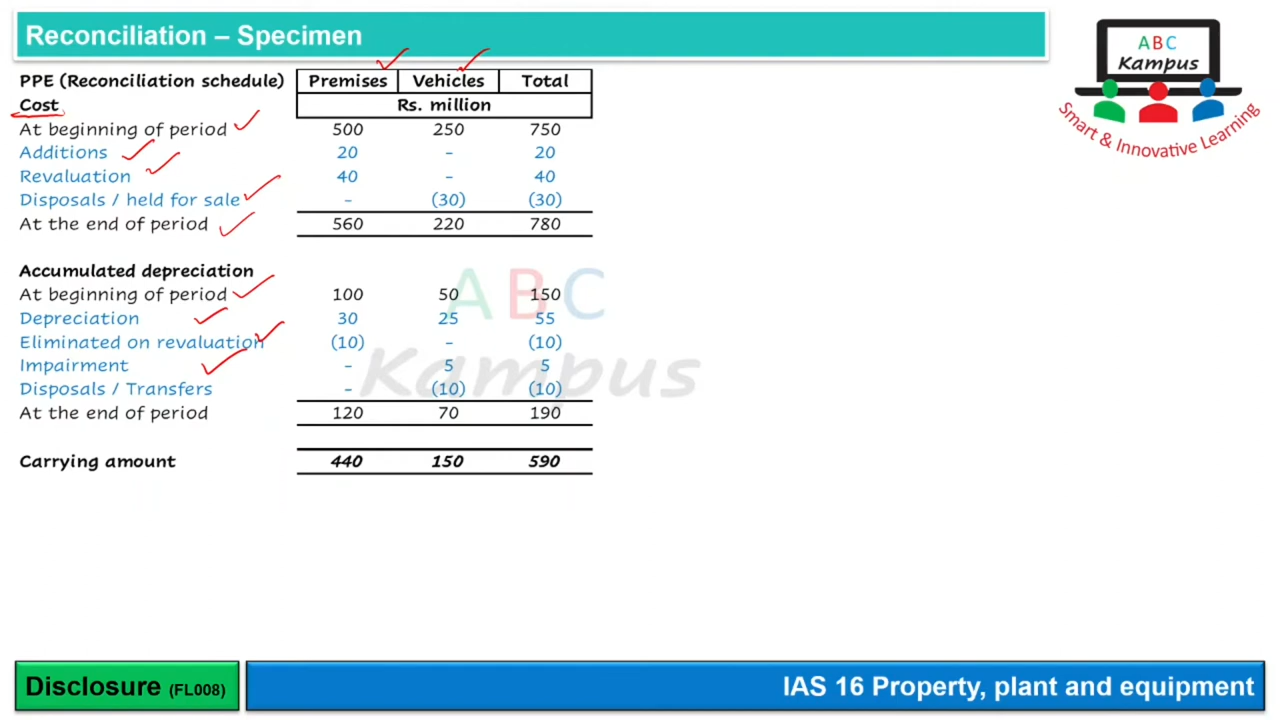 Reconciliation – Specimen
ABC
Kampus
Smart & Innovative Learning
PPE (Reconciliation schedule) Premises Vehicles Total
Cost Rs. million
At beginning of period 500 250 750
Additions 20 – 20
Revaluation 40 – 40
Disposals / held for sale – (30) (30)
At the end of period 560 220 780
Accumulated depreciation
At beginning of period 100 50 150
Depreciation 30 25 55
Eliminated on revaluation (10) – (10)
Impairment – 5 5
Disposals / Transfers – (10) (10)
At the end of period 120 70 190
Carrying amount 440 150 590
ABC
Kampus
Disclosure (FL008)
IAS 16 Property, plant and equipment